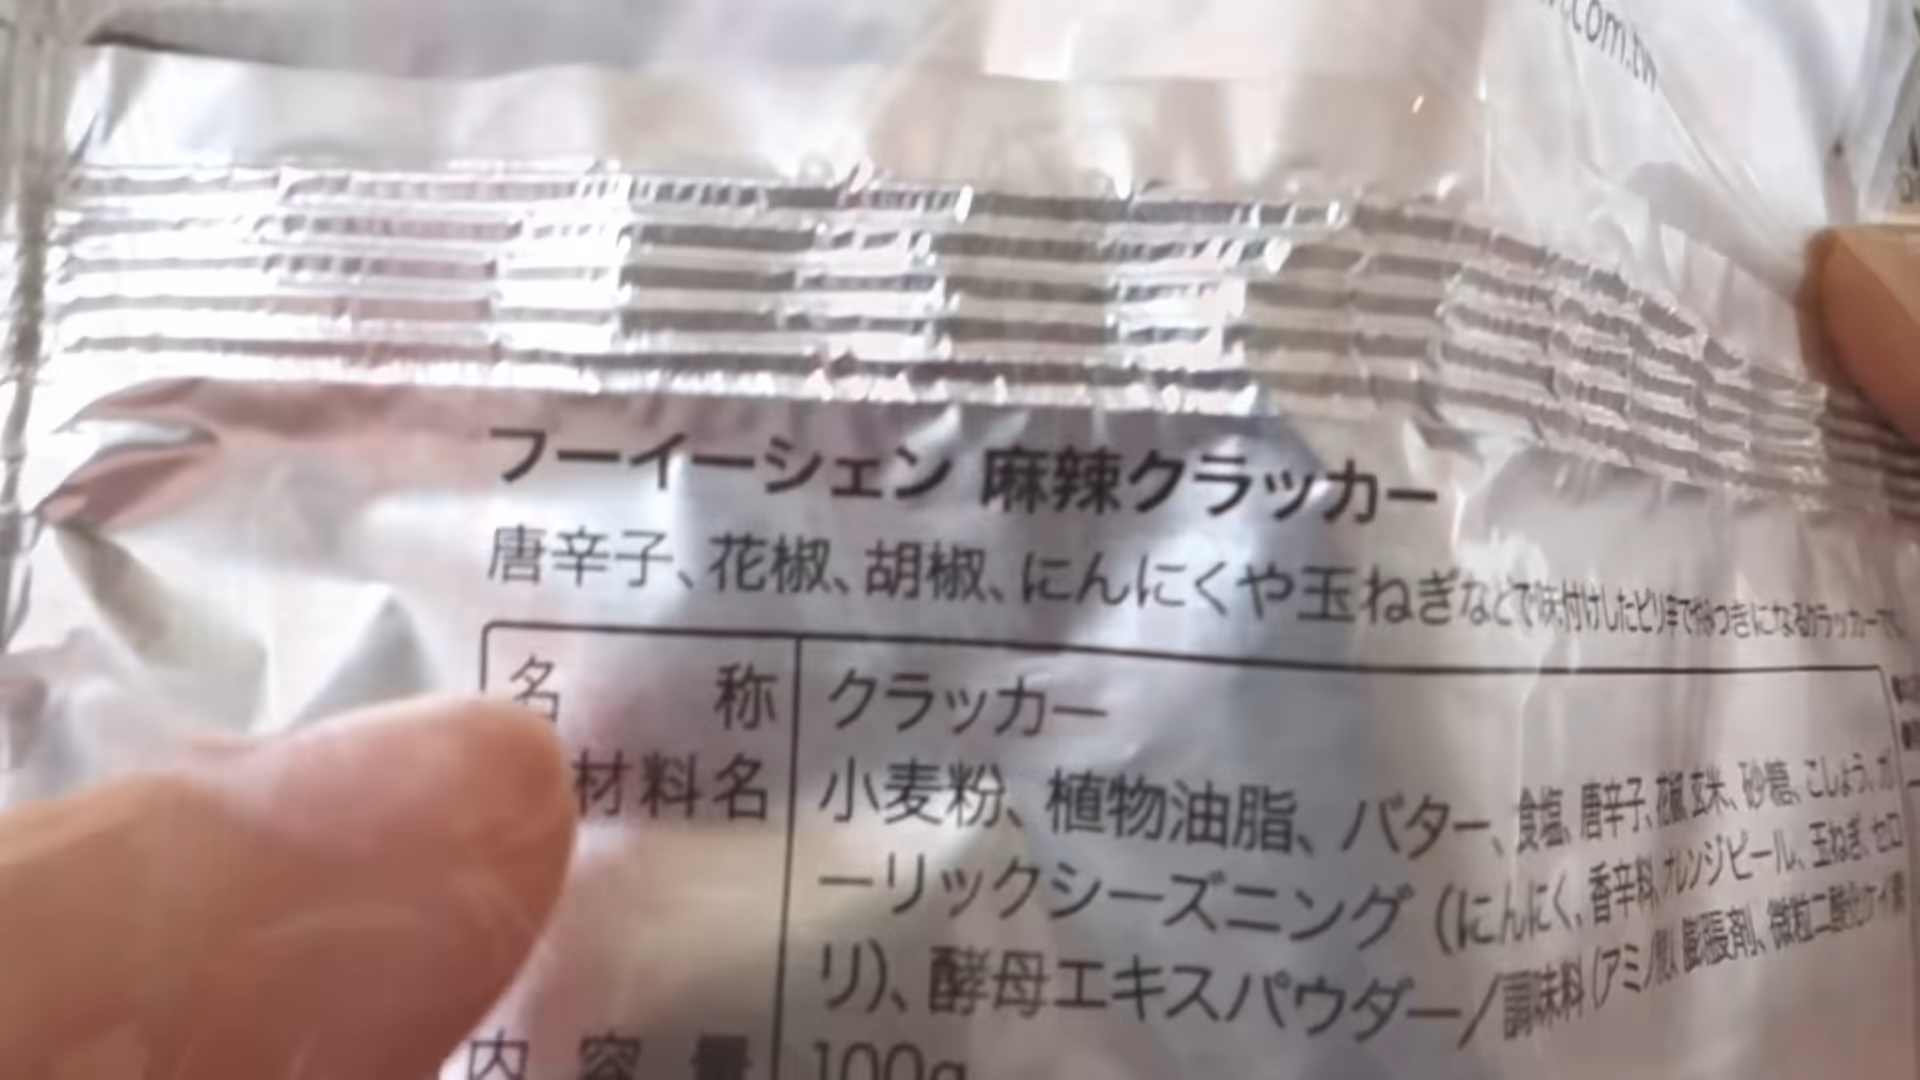 .com.tw
フーイーシェン 麻辣クラッカー
唐辛子、花椒、胡椒、にんにくや玉ねぎなどで味付けしたピリ辛でやみつきになるクラッカーです
名 称 クラッカー
材料名 小麦粉、植物油脂、バター、食塩、唐辛子、花椒、玄米、砂糖、こしょう、ガ
ーリックシーズニング（にんにく、香辛料、オレンジピール、玉ねぎ、セロ
リ）、酵母エキスパウダー／調味料（アミノ酸）、膨張剤、微粒二酸化ケイ素
内 容 量 100g